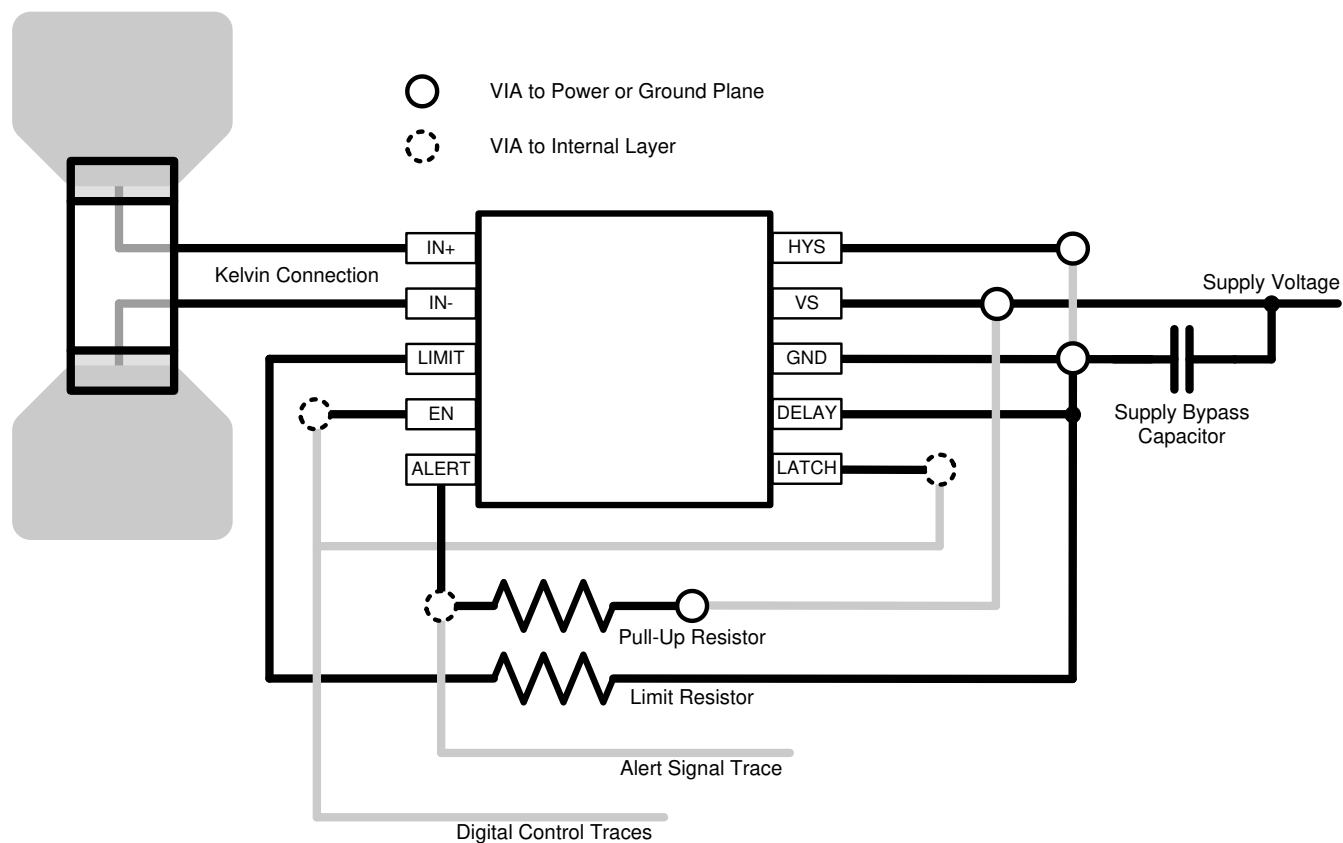 VIA to Power or Ground Plane
VIA to Internal Layer
IN+
HYS
Kelvin Connection
Supply Voltage
IN-
VS
LIMIT
GND
EN
DELAY
Supply Bypass
Capacitor
ALERT
LATCH
Pull-Up Resistor
Limit Resistor
Alert Signal Trace
Digital Control Traces